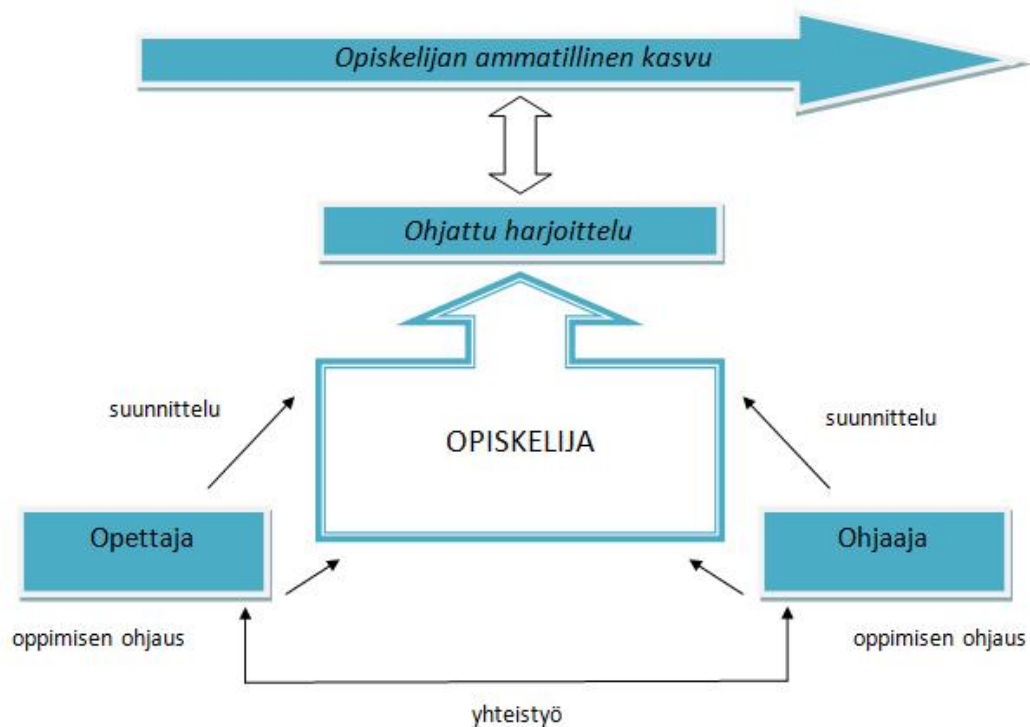 Opiskelijan ammatillinen kasvu
Ohjattu harjoittelu
suunnittelu
suunnittelu
OPISKELIJA
Opettaja
Ohjaaja
oppimisen ohjaus
oppimisen ohjaus
yhteistyö